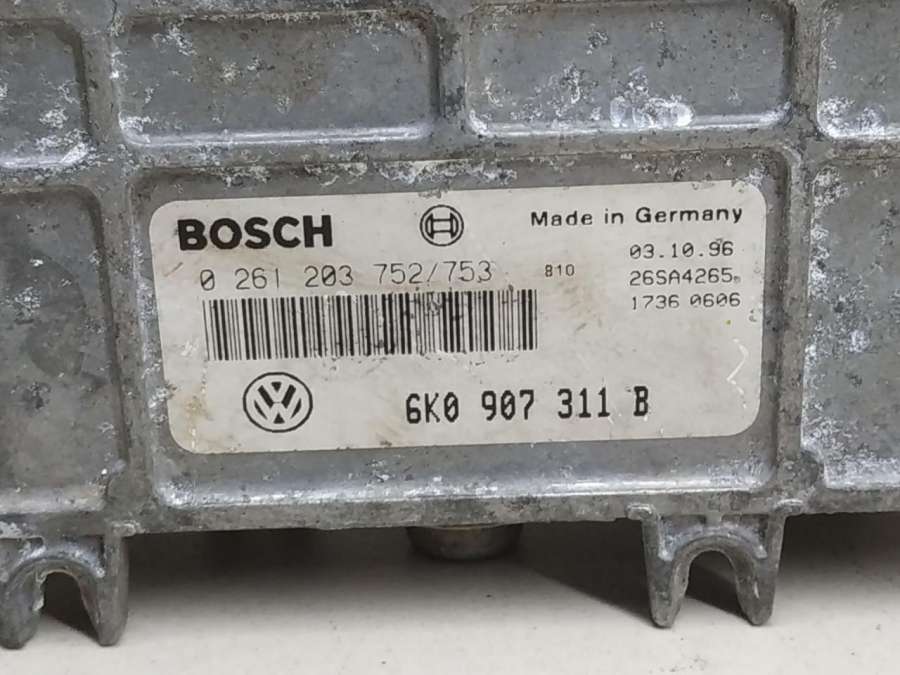 BOSCH
Made in Germany
0 261 203 752/753
810
03.10.96
26SA4265
1736 0606
6K0 907 311 B